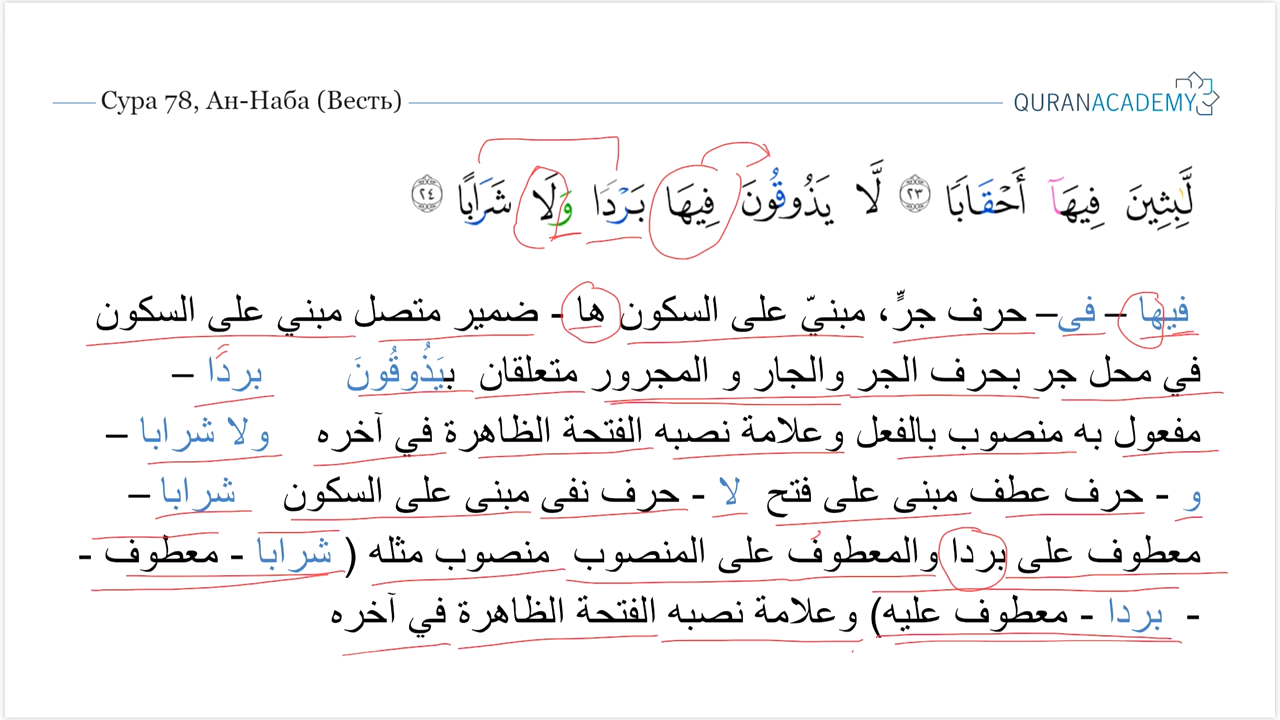 Сура 78, Ан-Наба (Весть)
QURANACADEMY
لَّٰبِثِينَ فِيهَآ أَحْقَابًا ٢٣ لَّا يَذُوقُونَ فِيهَا بَرْدًا وَلَا شَرَابًا ٢٤
فيها – فى– حرف جرٍّ، مبنيّ على السكون ها - ضمير متصل مبني على السكون
في محل جر بحرف الجر والجار و المجرور متعلقان بيَذُوقُونَ بردًا –
مفعول به منصوب بالفعل وعلامة نصبه الفتحة الظاهرة في آخره ولا شرابا –
و - حرف عطف مبنى على فتح لا - حرف نفى مبنى على السكون شرابا –
معطوف على بردا والمعطوف على المنصوب منصوب مثله ( شرابا - معطوف -
- بردا - معطوف عليه) وعلامة نصبه الفتحة الظاهرة في آخره